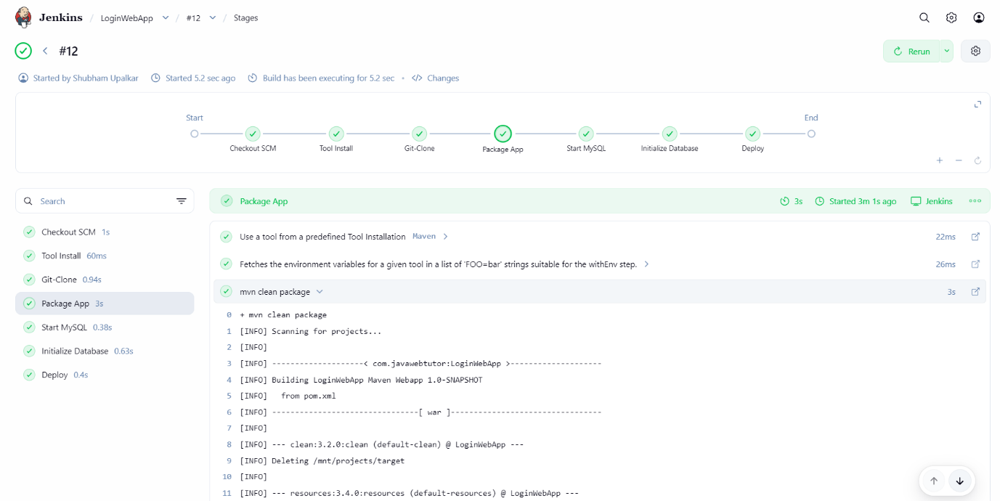 Jenkins / LoginWebApp / #12 / Stages
#12
Rerun
Started by Shubham Upalkar Started 5.2 sec ago Build has been executing for 5.2 sec • Changes
Start End
Checkout SCM Tool Install Git-Clone Package App Start MySQL Initialize Database Deploy
Search
Checkout SCM 1s
Tool Install 60ms
Git-Clone 0.94s
Package App 3s
Start MySQL 0.38s
Initialize Database 0.63s
Deploy 0.4s
Package App 3s Started 3m 1s ago Jenkins
Use a tool from a predefined Tool Installation Maven 22ms
Fetches the environment variables for a given tool in a list of 'FOO=bar' strings suitable for the withEnv step. 26ms
mvn clean package 3s
0 + mvn clean package
1 [INFO] Scanning for projects...
2 [INFO]
3 [INFO] -------------------< com.javawebtutor:LoginWebApp >--------------------
4 [INFO] Building LoginWebApp Maven Webapp 1.0-SNAPSHOT
5 [INFO]   from pom.xml
6 [INFO] --------------------------------[ war ]---------------------------------
7 [INFO]
8 [INFO] --- clean:3.2.0:clean (default-clean) @ LoginWebApp ---
9 [INFO] Deleting /mnt/projects/target
10 [INFO]
11 [INFO] --- resources:3.4.0:resources (default-resources) @ LoginWebApp ---